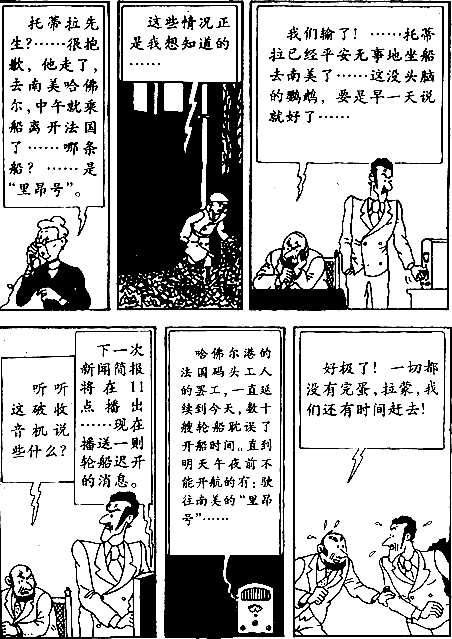 托蒂拉先
生?……很抱
歉,他走了,
去南美哈佛
尔,中午就乘
船离开法国
了……哪条
船?……是
“里昂号”。
这些情况正
是我想知道的
……
我们输了!……托蒂
拉已经平安无事地坐船
去南美了……这没头脑
的鹦鹉,要是早一天说
就好了……
听听
这破收
音机说
些什么?
下一次
新闻简报
将在11
点播出
……现在
播送一则
轮船迟开
的消息。
哈佛尔港的
法国码头工人
的罢工,一直延
续到今天,数十
艘轮船耽误了
开船时间。直到
明天午夜前不
能开航的有:驶
往南美的“里昂
号”……
好极了!一切都
没有完蛋,拉蒙,我
们还有时间赶去!